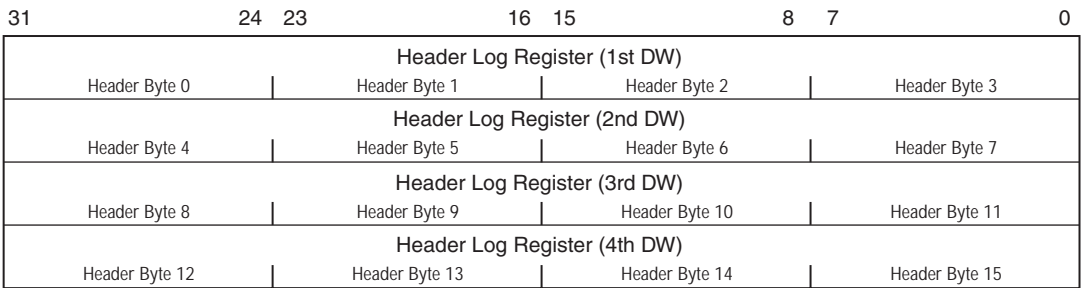 31 24 23 16 15 8 7 0
Header Log Register (1st DW)
Header Byte 0 Header Byte 1 Header Byte 2 Header Byte 3
Header Log Register (2nd DW)
Header Byte 4 Header Byte 5 Header Byte 6 Header Byte 7
Header Log Register (3rd DW)
Header Byte 8 Header Byte 9 Header Byte 10 Header Byte 11
Header Log Register (4th DW)
Header Byte 12 Header Byte 13 Header Byte 14 Header Byte 15